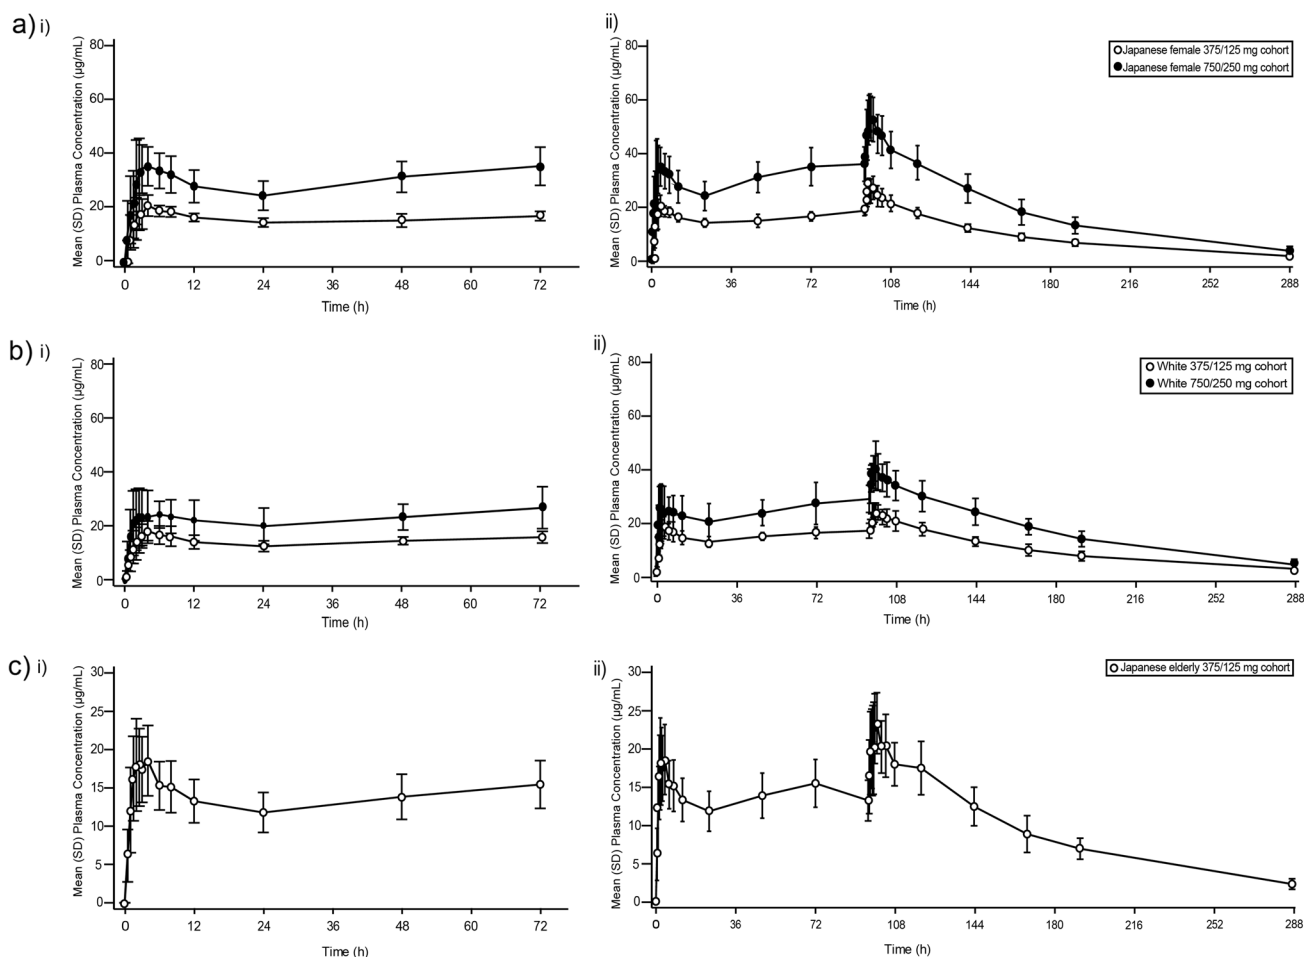 a) i)
Mean (SD) Plasma Concentration (µg/mL)
80
60
40
20
0
0 12 24 36 48 60 72
Time (h)
ii)
Mean (SD) Plasma Concentration (µg/mL)
80
60
40
20
0
0 36 72 108 144 180 216 252 288
Time (h)
Japanese female 375/125 mg cohort
Japanese female 750/250 mg cohort
b) i)
Mean (SD) Plasma Concentration (µg/mL)
80
60
40
20
0
0 12 24 36 48 60 72
Time (h)
ii)
Mean (SD) Plasma Concentration (µg/mL)
80
60
40
20
0
0 36 72 108 144 180 216 252 288
Time (h)
White 375/125 mg cohort
White 750/250 mg cohort
c) i)
Mean (SD) Plasma Concentration (µg/mL)
30
25
20
15
10
5
0
0 12 24 36 48 60 72
Time (h)
ii)
Mean (SD) Plasma Concentration (µg/mL)
30
25
20
15
10
5
0
0 36 72 108 144 180 216 252 288
Time (h)
Japanese elderly 375/125 mg cohort